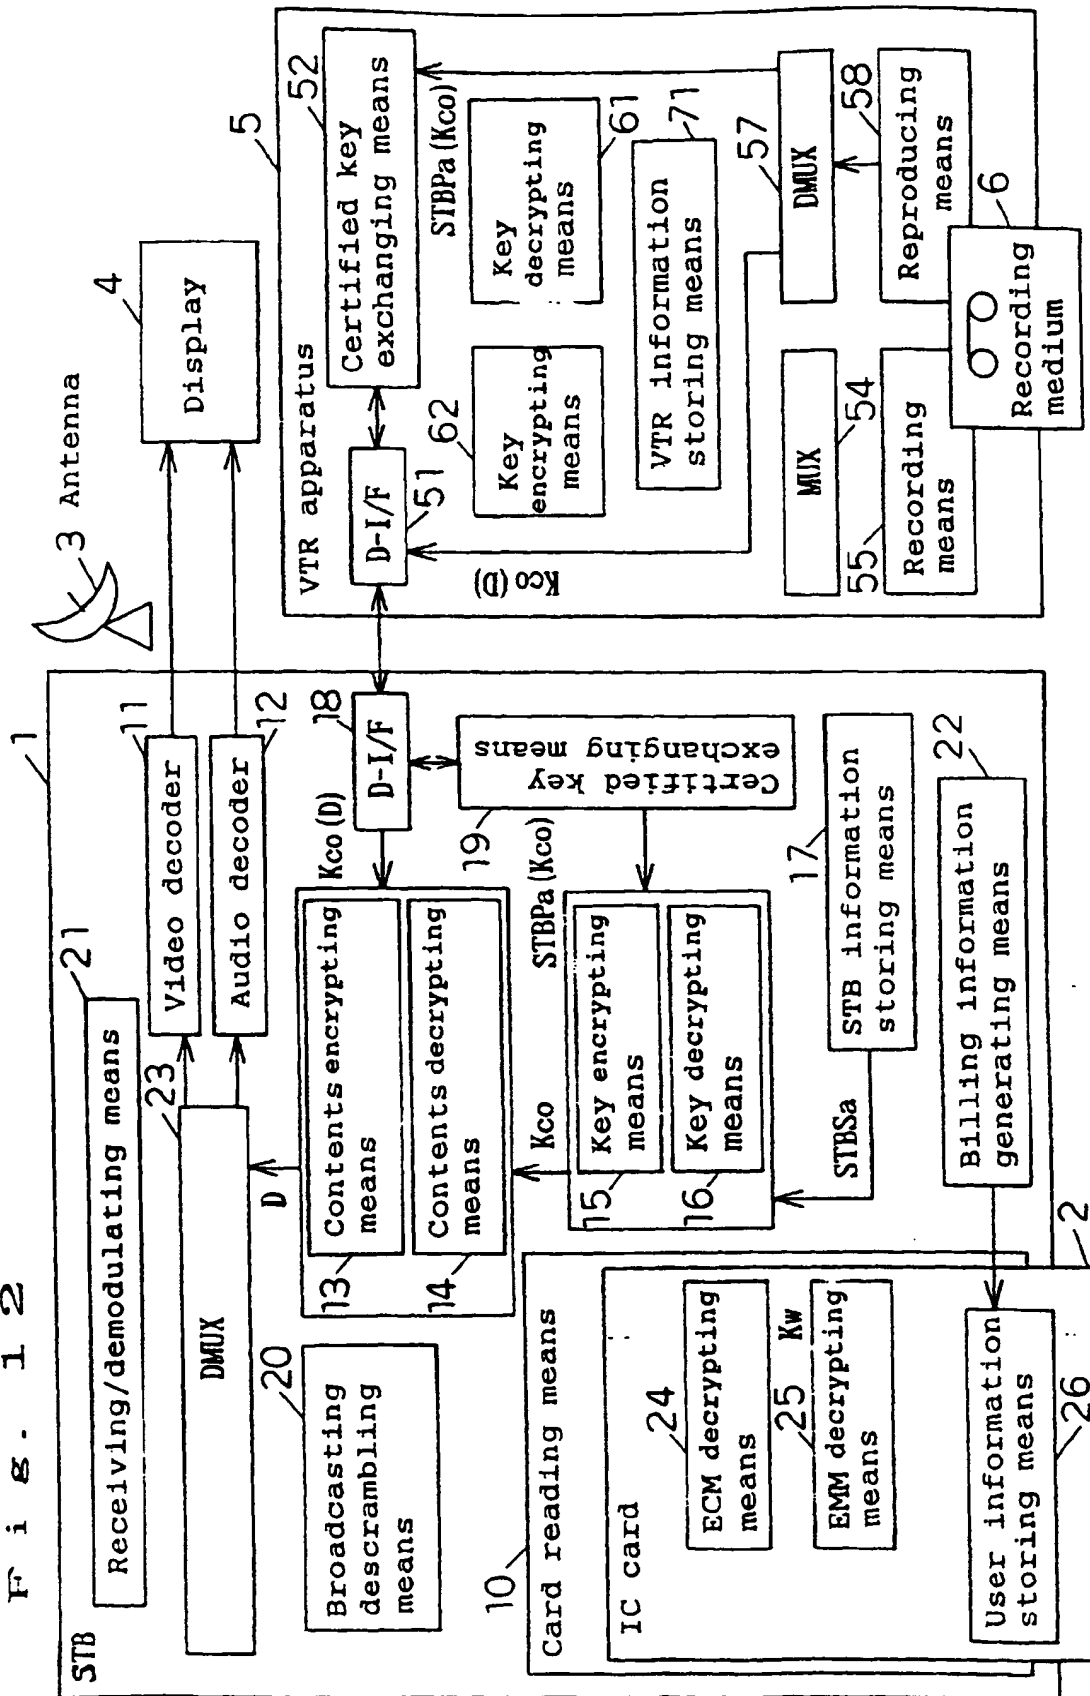 Fig. 12
STB
1
Receiving/demodulating means
21
DMUX
23
Video decoder
11
Audio decoder
12
3 Antenna
4
Display
Broadcasting
descrambling
means
20
D
Contents encrypting
means
13
Contents decrypting
means
14
Kco(D)
D-I/F
18
Kco
Key encrypting
means
15
Key decrypting
means
16
STBPa(Kco)
Certified key
exchanging means
19
STBSa
STB information
storing means
17
Billing information
generating means
22
10
Card reading means
IC card
2
ECM decrypting
means
24
Kw
EMM decrypting
means
25
User information
storing means
26
5
VTR apparatus
D-I/F
51
Certified key
exchanging means
52
Kco(D)
STBPa(Kco)
Key
encrypting
means
62
Key
decrypting
means
61
VTR information
storing means
71
MUX
54
DMUX
57
Recording
means
55
Reproducing
means
58
Recording
medium
6